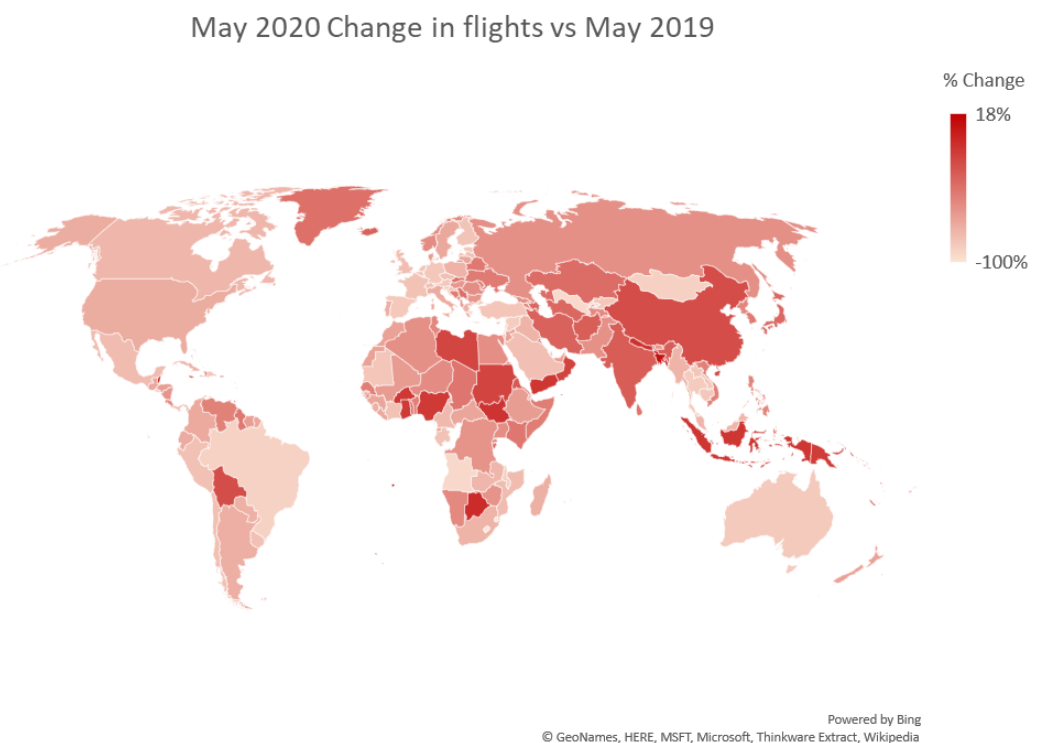 May 2020 Change in flights vs May 2019
% Change
18%
-100%
Powered by Bing
© GeoNames, HERE, MSFT, Microsoft, Thinkware Extract, Wikipedia